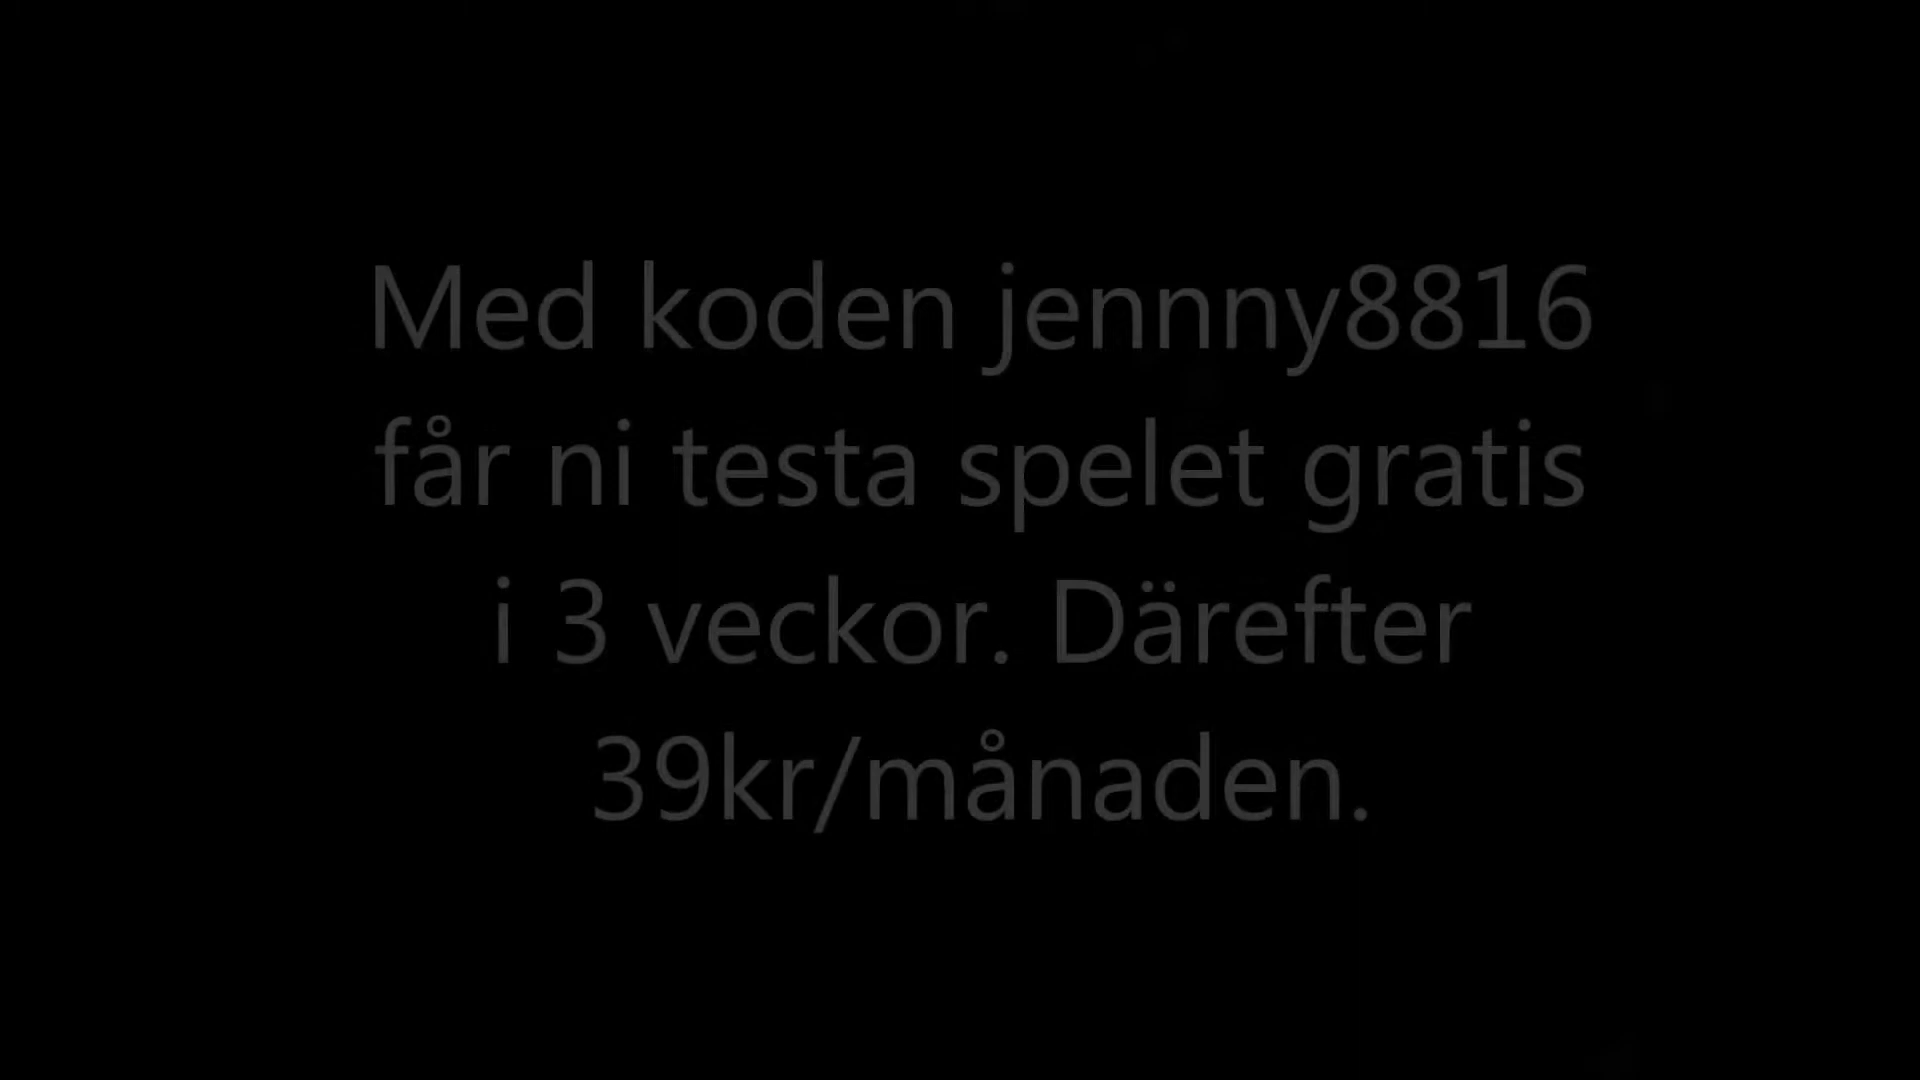 Med koden jennny8816
får ni testa spelet gratis
i 3 veckor. Därefter
39kr/månaden.